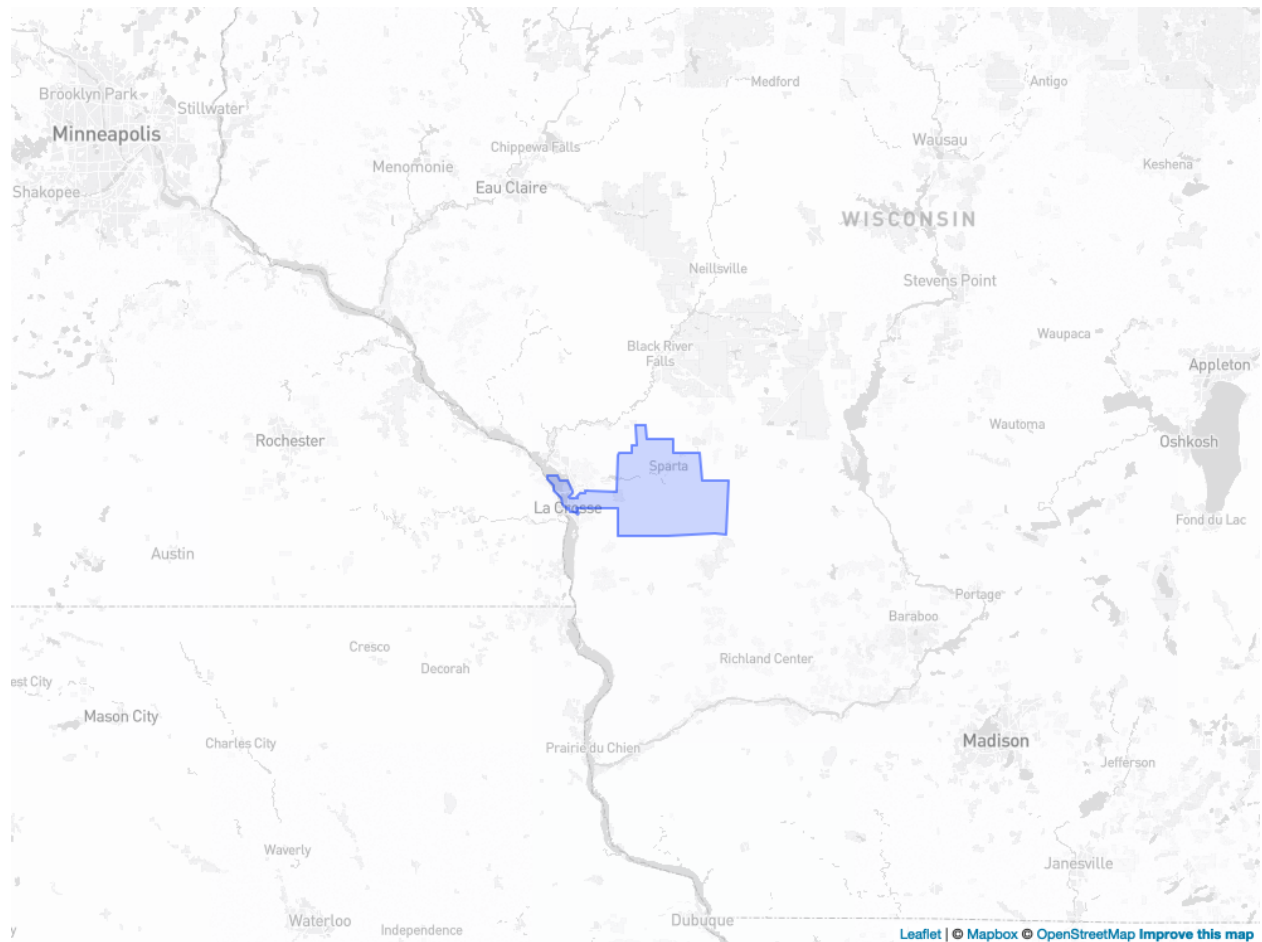 Medford
Antigo
Brooklyn Park
Stillwater
Minneapolis
Wausau
Chippewa Falls
Menomonie
Keshena
Eau Claire
Shakopee
WISCONSIN
Neillsville
Stevens Point
Waupaca
Black River
Falls
Appleton
Wautoma
Rochester
Oshkosh
Sparta
La Crosse
Fond du Lac
Austin
Portage
Baraboo
Cresco
Richland Center
Decorah
est City
Mason City
Madison
Charles City
Prairie du Chien
Jefferson
Waverly
Janesville
Waterloo
Dubuque
Independence
y
Leaflet | © Mapbox © OpenStreetMap Improve this map